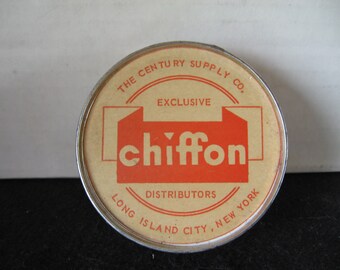 THE CENTURY SUPPLY CO.
EXCLUSIVE
chiffon
DISTRIBUTORS
LONG ISLAND CITY, NEW YORK